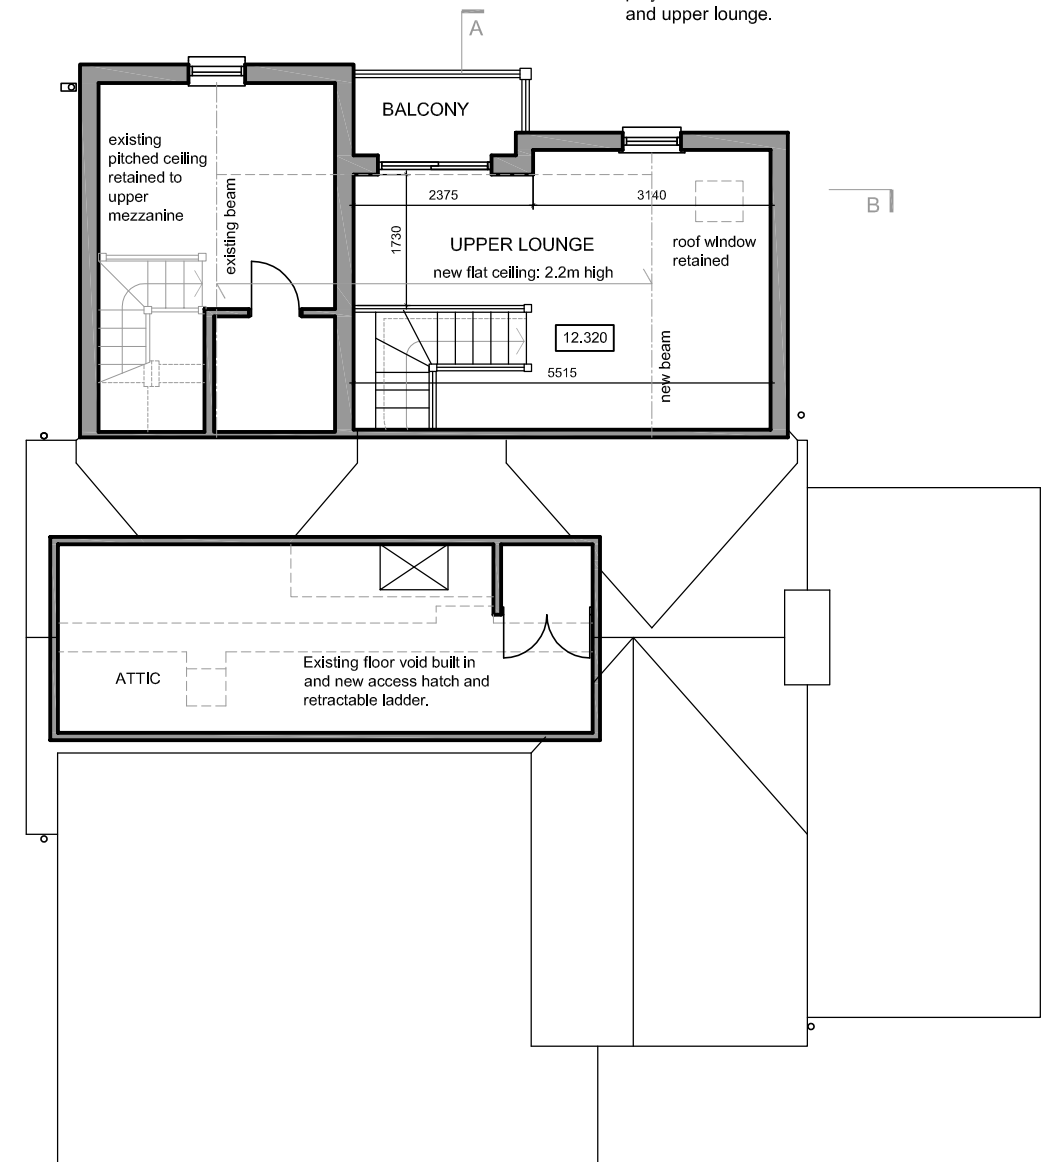 and upper lounge.
A
BALCONY
existing
pitched ceiling
retained to
upper
mezzanine
existing beam
2375
3140
B
1730
UPPER LOUNGE
new flat ceiling: 2.2m high
roof window
retained
12.320
new beam
5515
Existing floor void built in
and new access hatch and
retractable ladder.
ATTIC